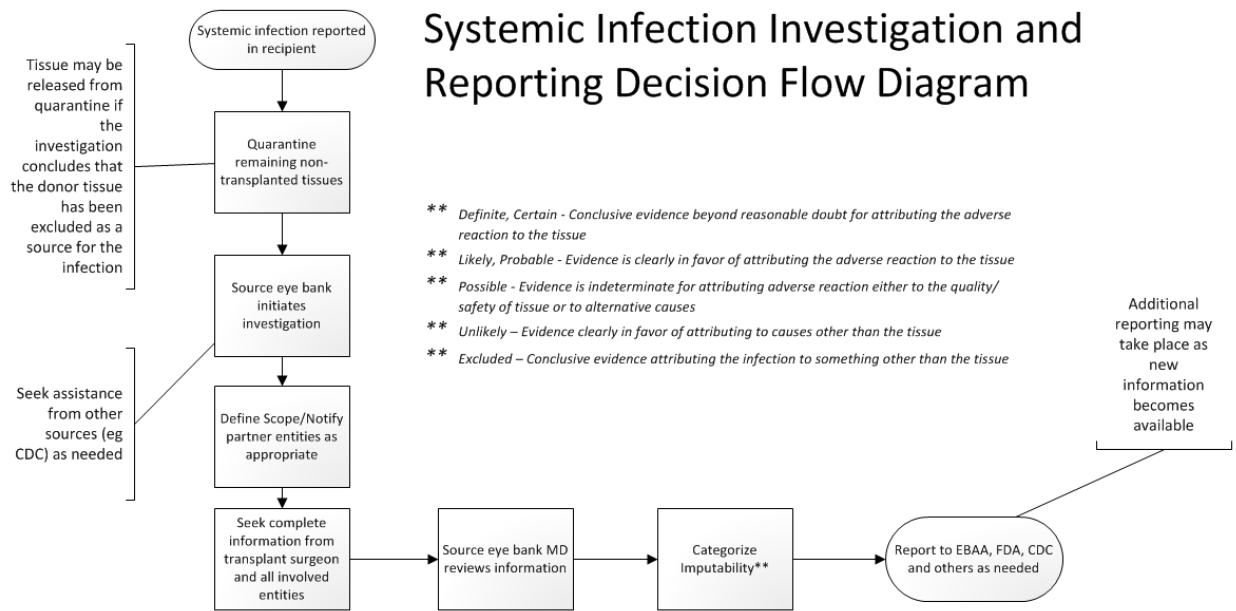 Systemic Infection Investigation and
Reporting Decision Flow Diagram
Systemic infection reported
in recipient
Tissue may be
released from
quarantine if
the
investigation
concludes that
the donor tissue
has been
excluded as a
source for the
infection
Quarantine
remaining non-
transplanted tissues
** Definite, Certain - Conclusive evidence beyond reasonable doubt for attributing the adverse
reaction to the tissue
** Likely, Probable - Evidence is clearly in favor of attributing the adverse reaction to the tissue
** Possible - Evidence is indeterminate for attributing adverse reaction either to the quality/
safety of tissue or to alternative causes
** Unlikely – Evidence clearly in favor of attributing to causes other than the tissue
** Excluded – Conclusive evidence attributing the infection to something other than the tissue
Source eye bank
initiates
investigation
Seek assistance
from other
sources (eg
CDC) as needed
Define Scope/Notify
partner entities as
appropriate
Seek complete
information from
transplant surgeon
and all involved
entities
Source eye bank MD
reviews information
Categorize
Imputability**
Report to EBAA, FDA, CDC
and others as needed
Additional
reporting may
take place as
new
information
becomes
available